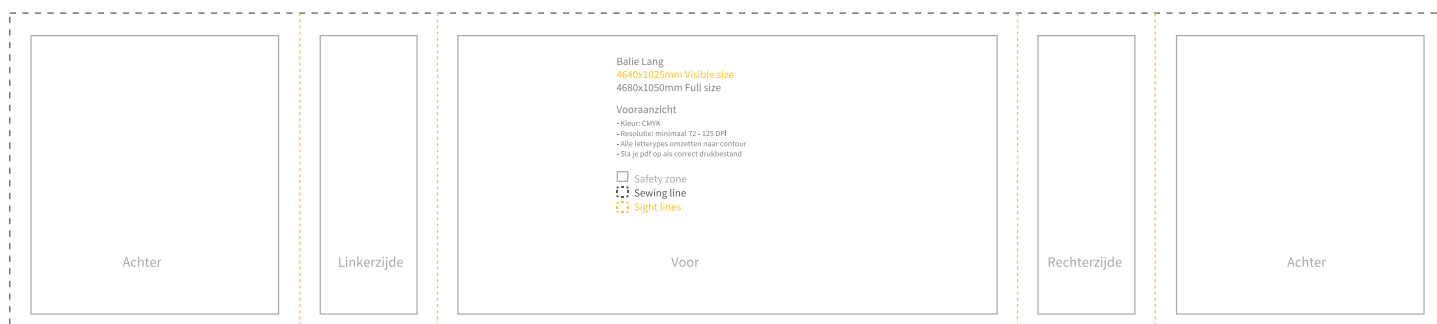 Balie Lang
4640x1025mm Visible size
4680x1050mm Full size
Vooraanzicht
- Kleur: CMYK
- Resolutie: minimaal 72 - 125 DPI
- Alle letterypes omzetten naar contour
- Sla je pdf op als correct drukbestand
Safety zone
Sewing line
Sight lines
Achter
Linkerzijde
Voor
Rechterzijde
Achter